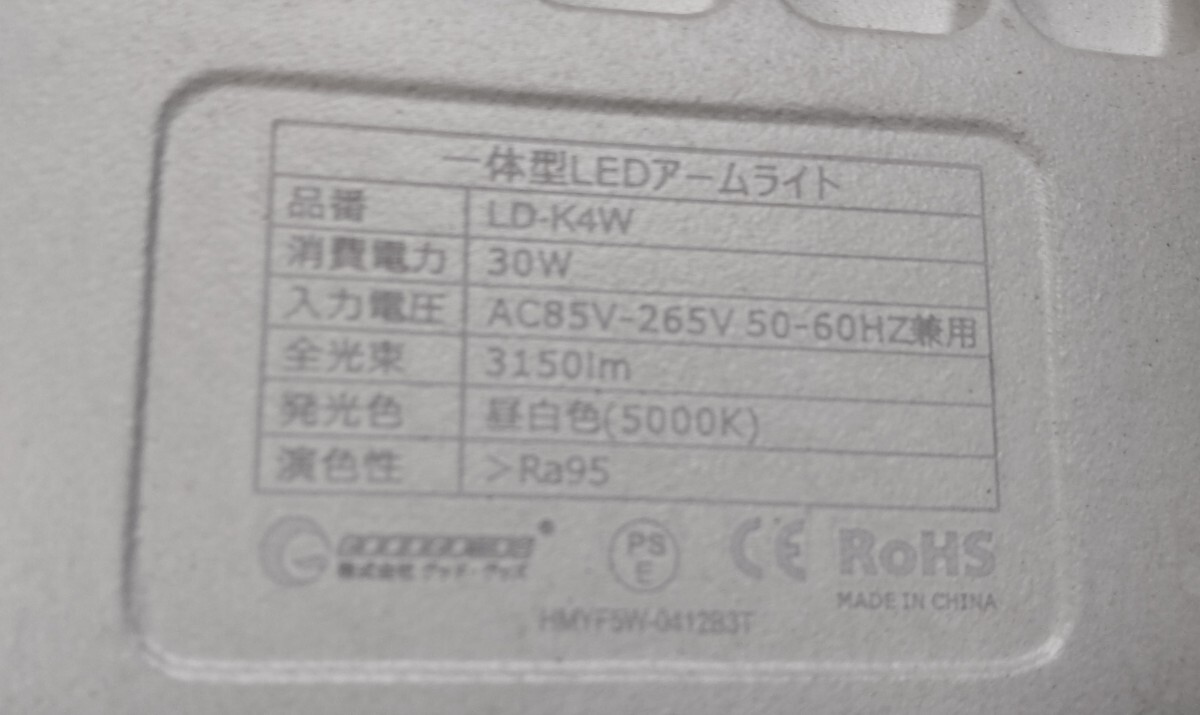 一体型LEDアームライト
品番 LD-K4W
消費電力 30W
入力電圧 AC85V-265V 50-60HZ兼用
全光束 3150lm
発光色 昼白色(5000K)
演色性 >Ra95
GOODGOODS®
株式会社 グッド・グッズ
PS
E
CE
RoHS
MADE IN CHINA
HMYF5W-0412B3T